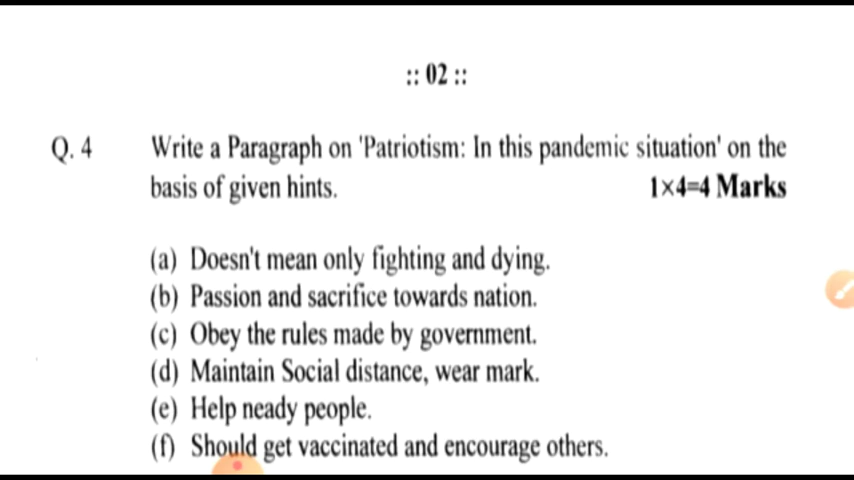 :: 02 ::
Q. 4 Write a Paragraph on 'Patriotism: In this pandemic situation' on the
basis of given hints. 1×4=4 Marks
(a) Doesn't mean only fighting and dying.
(b) Passion and sacrifice towards nation.
(c) Obey the rules made by government.
(d) Maintain Social distance, wear mark.
(e) Help neady people.
(f) Should get vaccinated and encourage others.